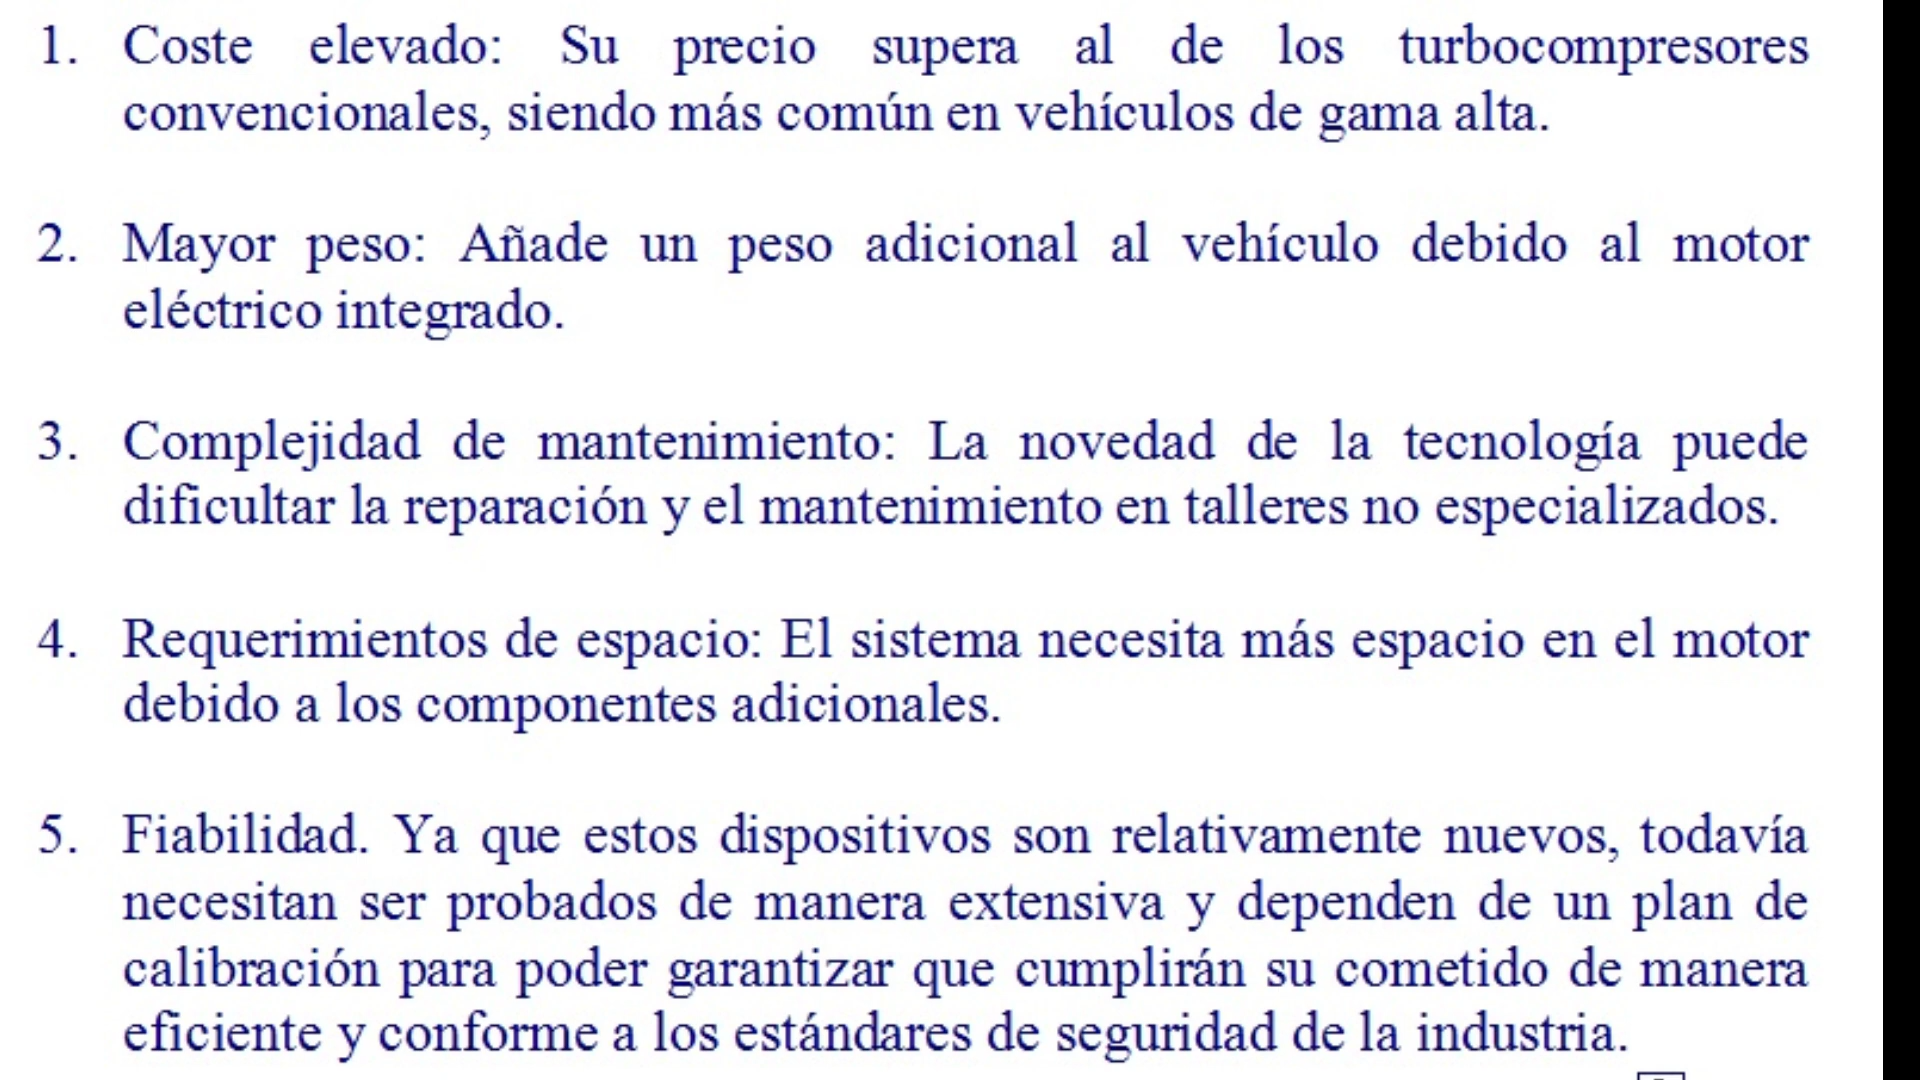 1. Coste elevado: Su precio supera al de los turbocompresores
convencionales, siendo más común en vehículos de gama alta.
2. Mayor peso: Añade un peso adicional al vehículo debido al motor
eléctrico integrado.
3. Complejidad de mantenimiento: La novedad de la tecnología puede
dificultar la reparación y el mantenimiento en talleres no especializados.
4. Requerimientos de espacio: El sistema necesita más espacio en el motor
debido a los componentes adicionales.
5. Fiabilidad. Ya que estos dispositivos son relativamente nuevos, todavía
necesitan ser probados de manera extensiva y dependen de un plan de
calibración para poder garantizar que cumplirán su cometido de manera
eficiente y conforme a los estándares de seguridad de la industria.